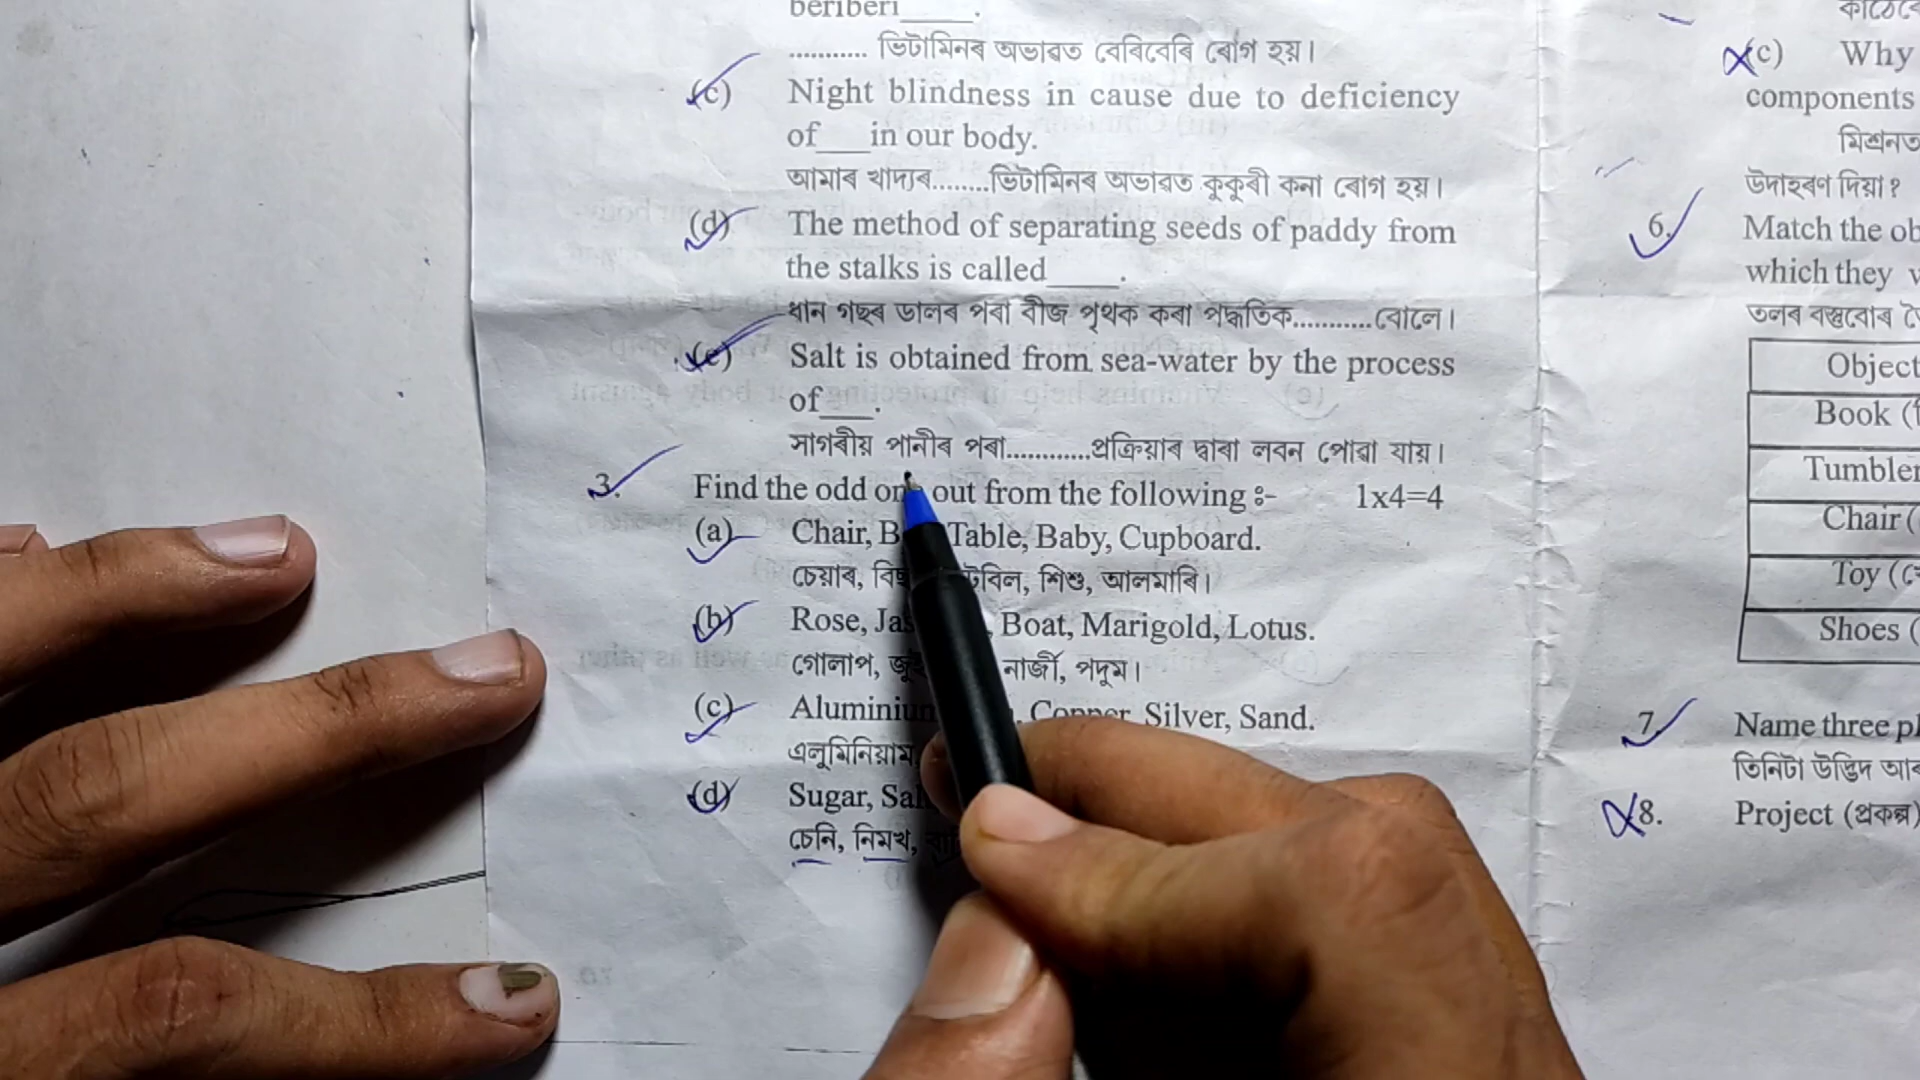 beriberi____.
........... ভিটামিনৰ অভাৱত বেৰিবেৰি ৰোগ হয়।
(c) Night blindness in cause due to deficiency
of___in our body.
আমাৰ খাদ্যৰ........ভিটামিনৰ অভাৱত কুকুৰী কনা ৰোগ হয়।
(d) The method of separating seeds of paddy from
the stalks is called____.
ধান গছৰ ডালৰ পৰা বীজ পৃথক কৰা পদ্ধতিক...........বোলে।
(e) Salt is obtained from sea-water by the process
of___.
সাগৰীয় পানীৰ পৰা............প্ৰক্ৰিয়াৰ দ্বাৰা লবন পোৱা যায়।
3. Find the odd out from the following :- 1x4=4
(a) Chair, Table, Baby, Cupboard.
চেয়াৰ, শিশু, আলমাৰি।
(b) Rose, Boat, Marigold, Lotus.
গোলাপ, নাৰ্জী, পদুম।
(c) Silver, Sand.
এলুমিনিয়াম
(d) Sugar,
চেনি, নিমখ,
(c) Why
components
মিশ্ৰনত
উদাহৰণ দিয়া?
6. Match the
which they
তলৰ বস্তুবোৰ
Object
Book
Tumbler
Chair
Toy
Shoes
7. Name three
তিনিটা উদ্ভিদ
8. Project (প্ৰকল্প)